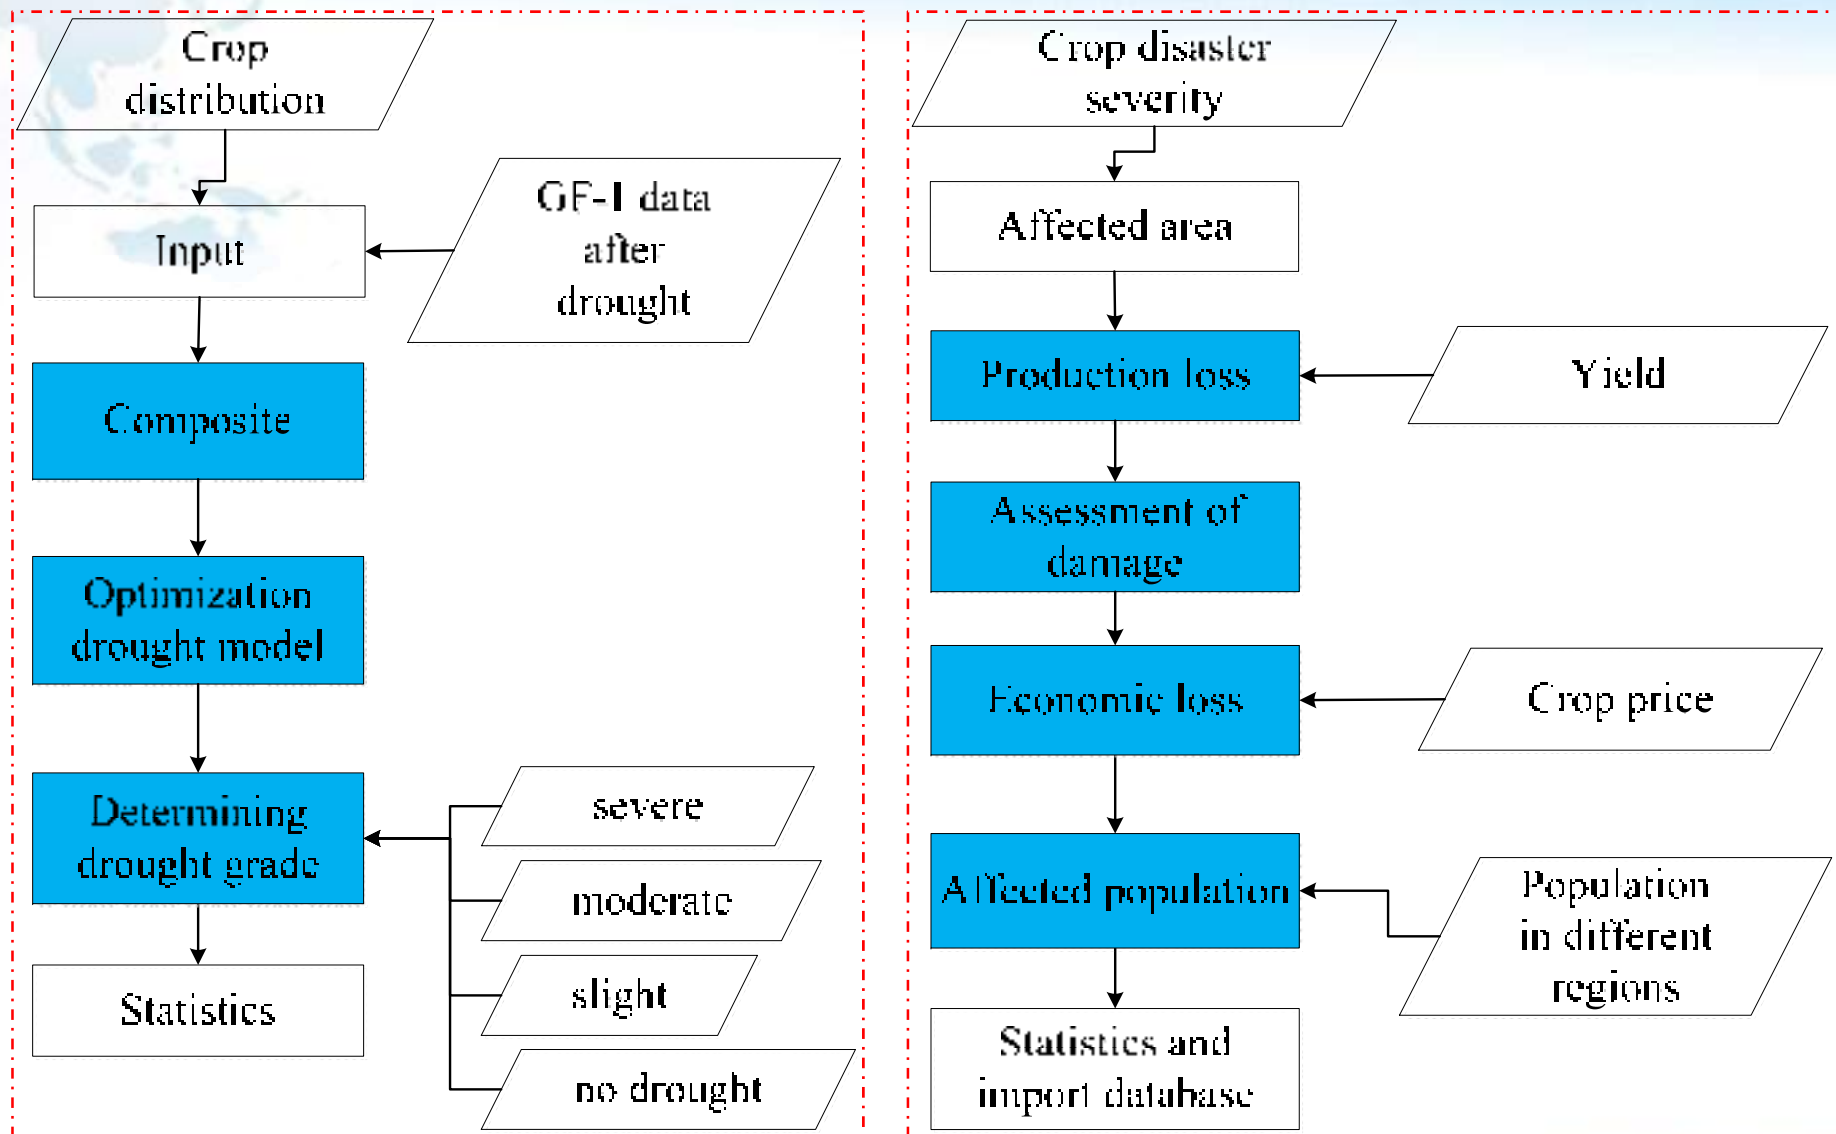 Crop
distribution
GF-1 data
after
drought
Input
Composite
Optimization
drought model
Determining
drought grade
severe
moderate
slight
no drought
Statistics
Crop disaster
severity
Affected area
Production loss
Yield
Assessment of
damage
Economic loss
Crop price
Affected population
Population
in different
regions
Statistics and
import database